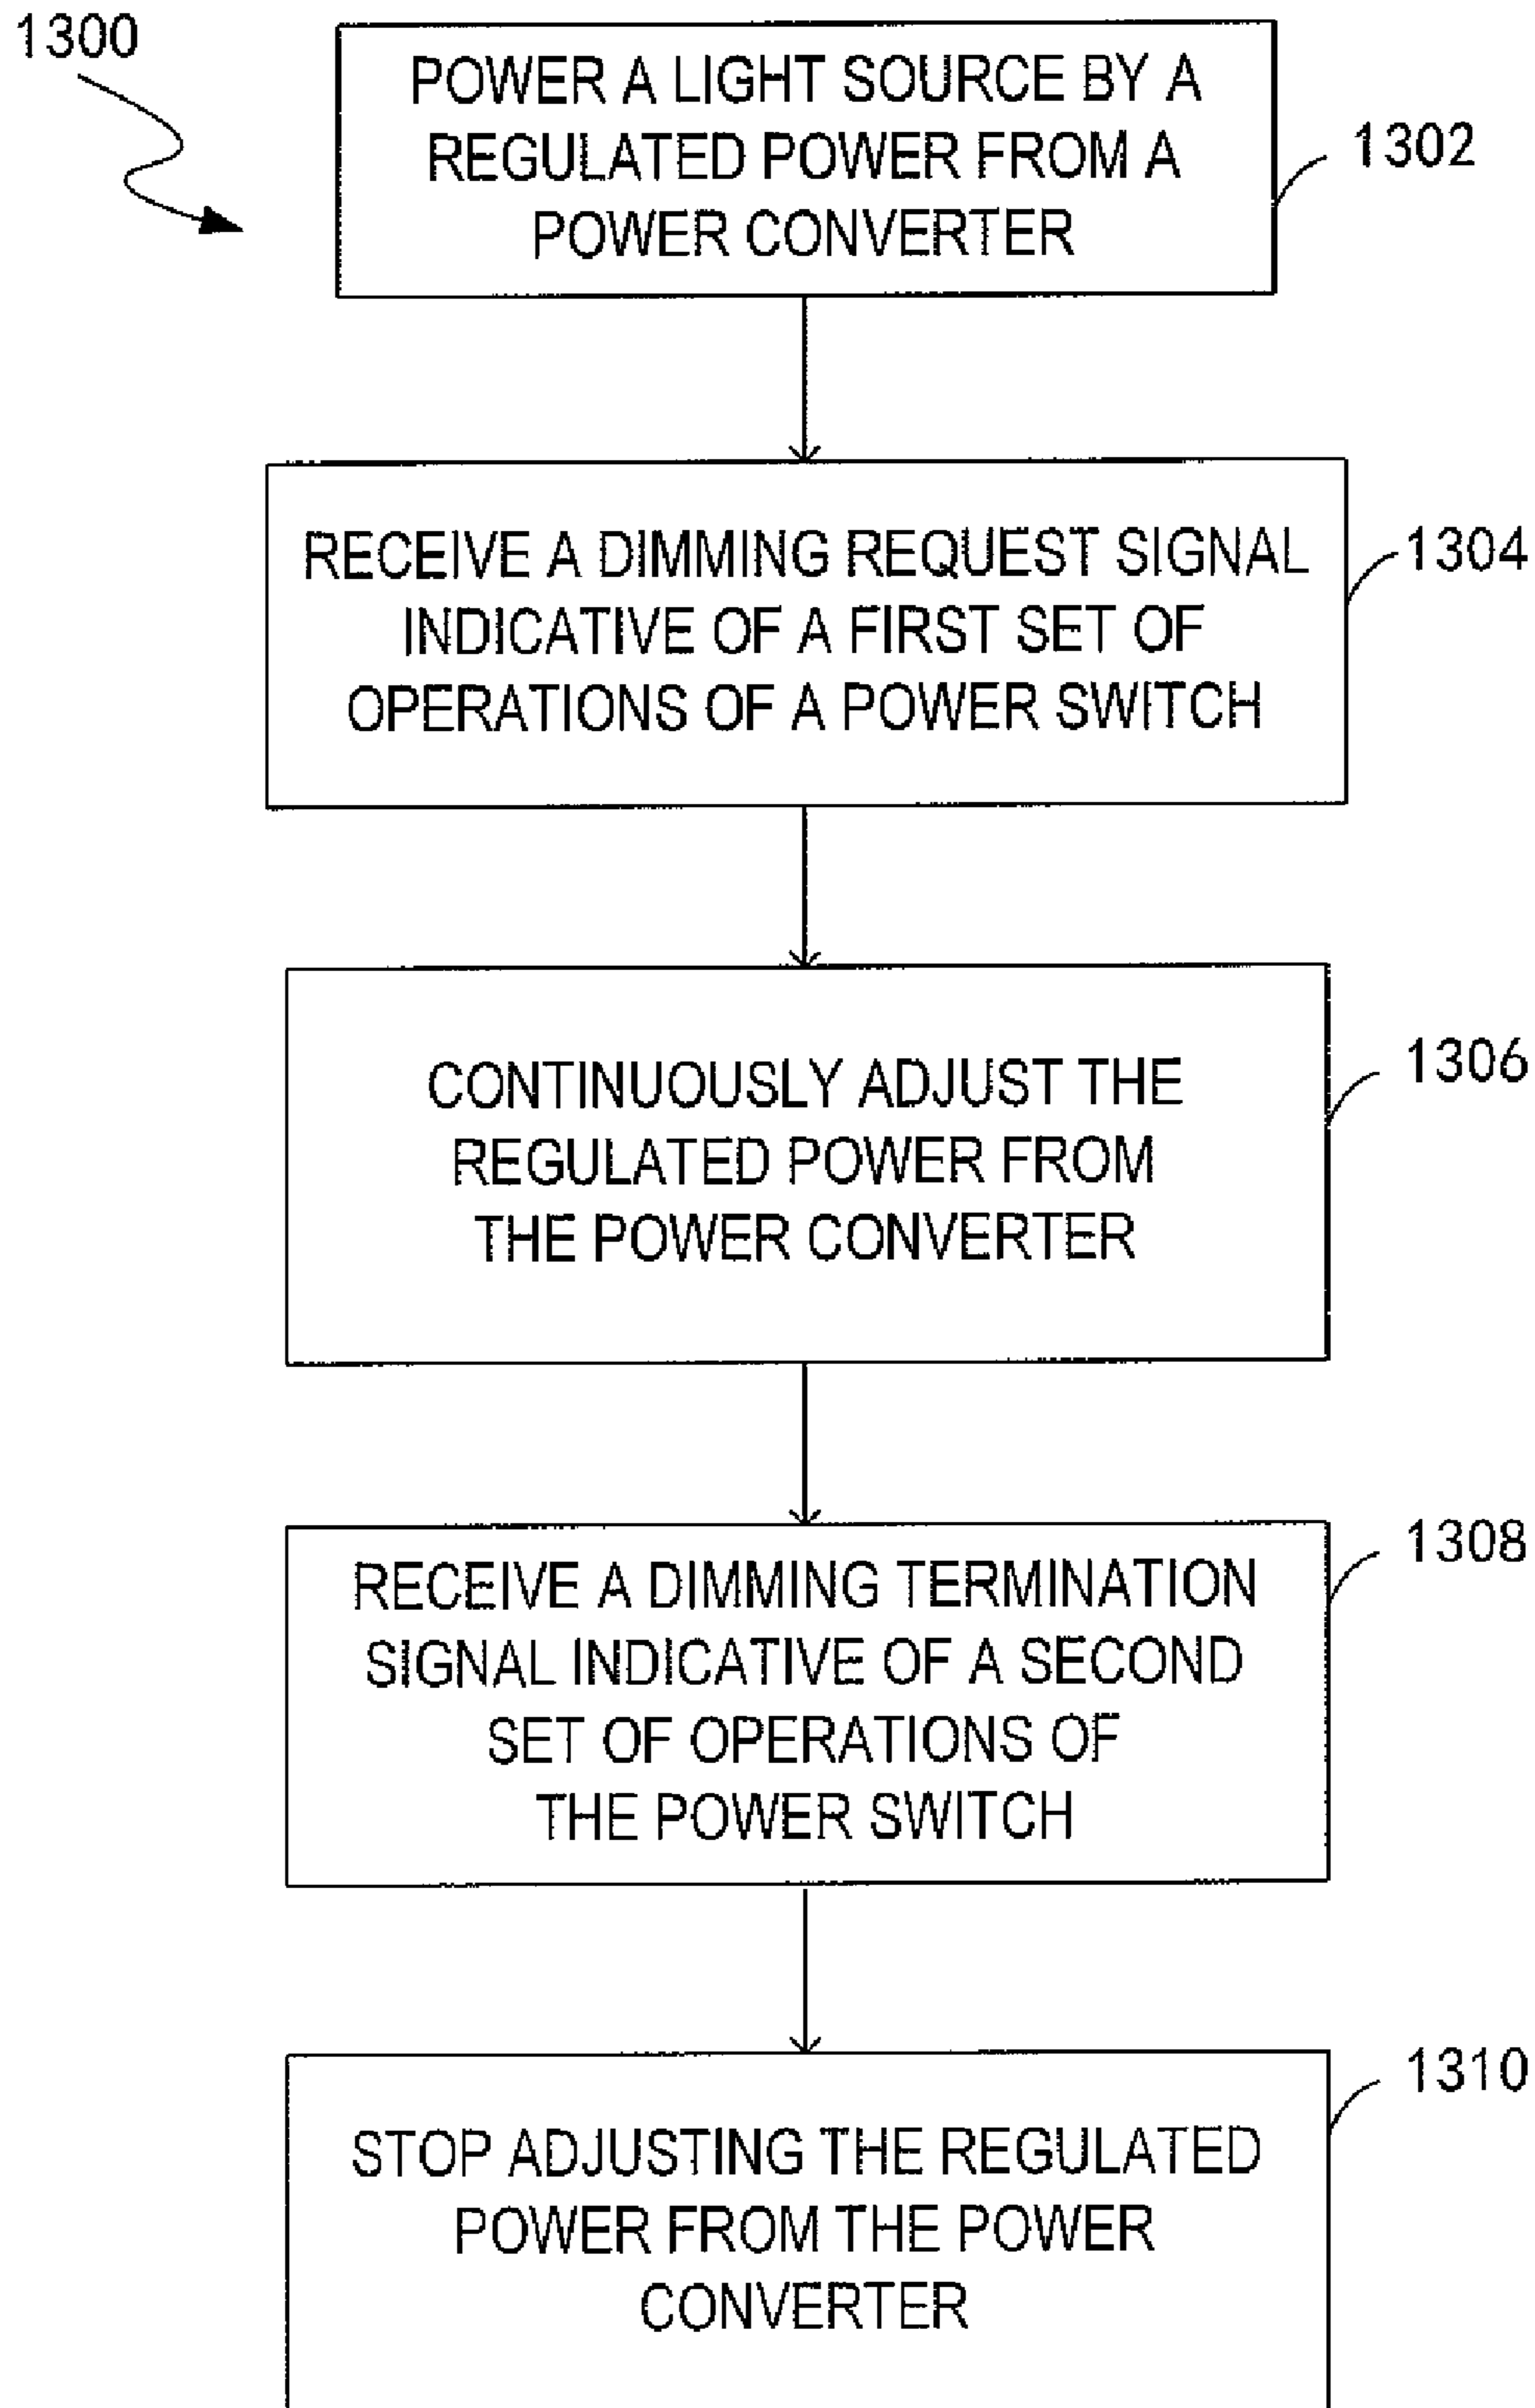 1300
POWER A LIGHT SOURCE BY A
REGULATED POWER FROM A
POWER CONVERTER
1302
RECEIVE A DIMMING REQUEST SIGNAL
INDICATIVE OF A FIRST SET OF
OPERATIONS OF A POWER SWITCH
1304
CONTINUOUSLY ADJUST THE
REGULATED POWER FROM
THE POWER CONVERTER
1306
RECEIVE A DIMMING TERMINATION
SIGNAL INDICATIVE OF A SECOND
SET OF OPERATIONS OF
THE POWER SWITCH
1308
STOP ADJUSTING THE REGULATED
POWER FROM THE POWER
CONVERTER
1310